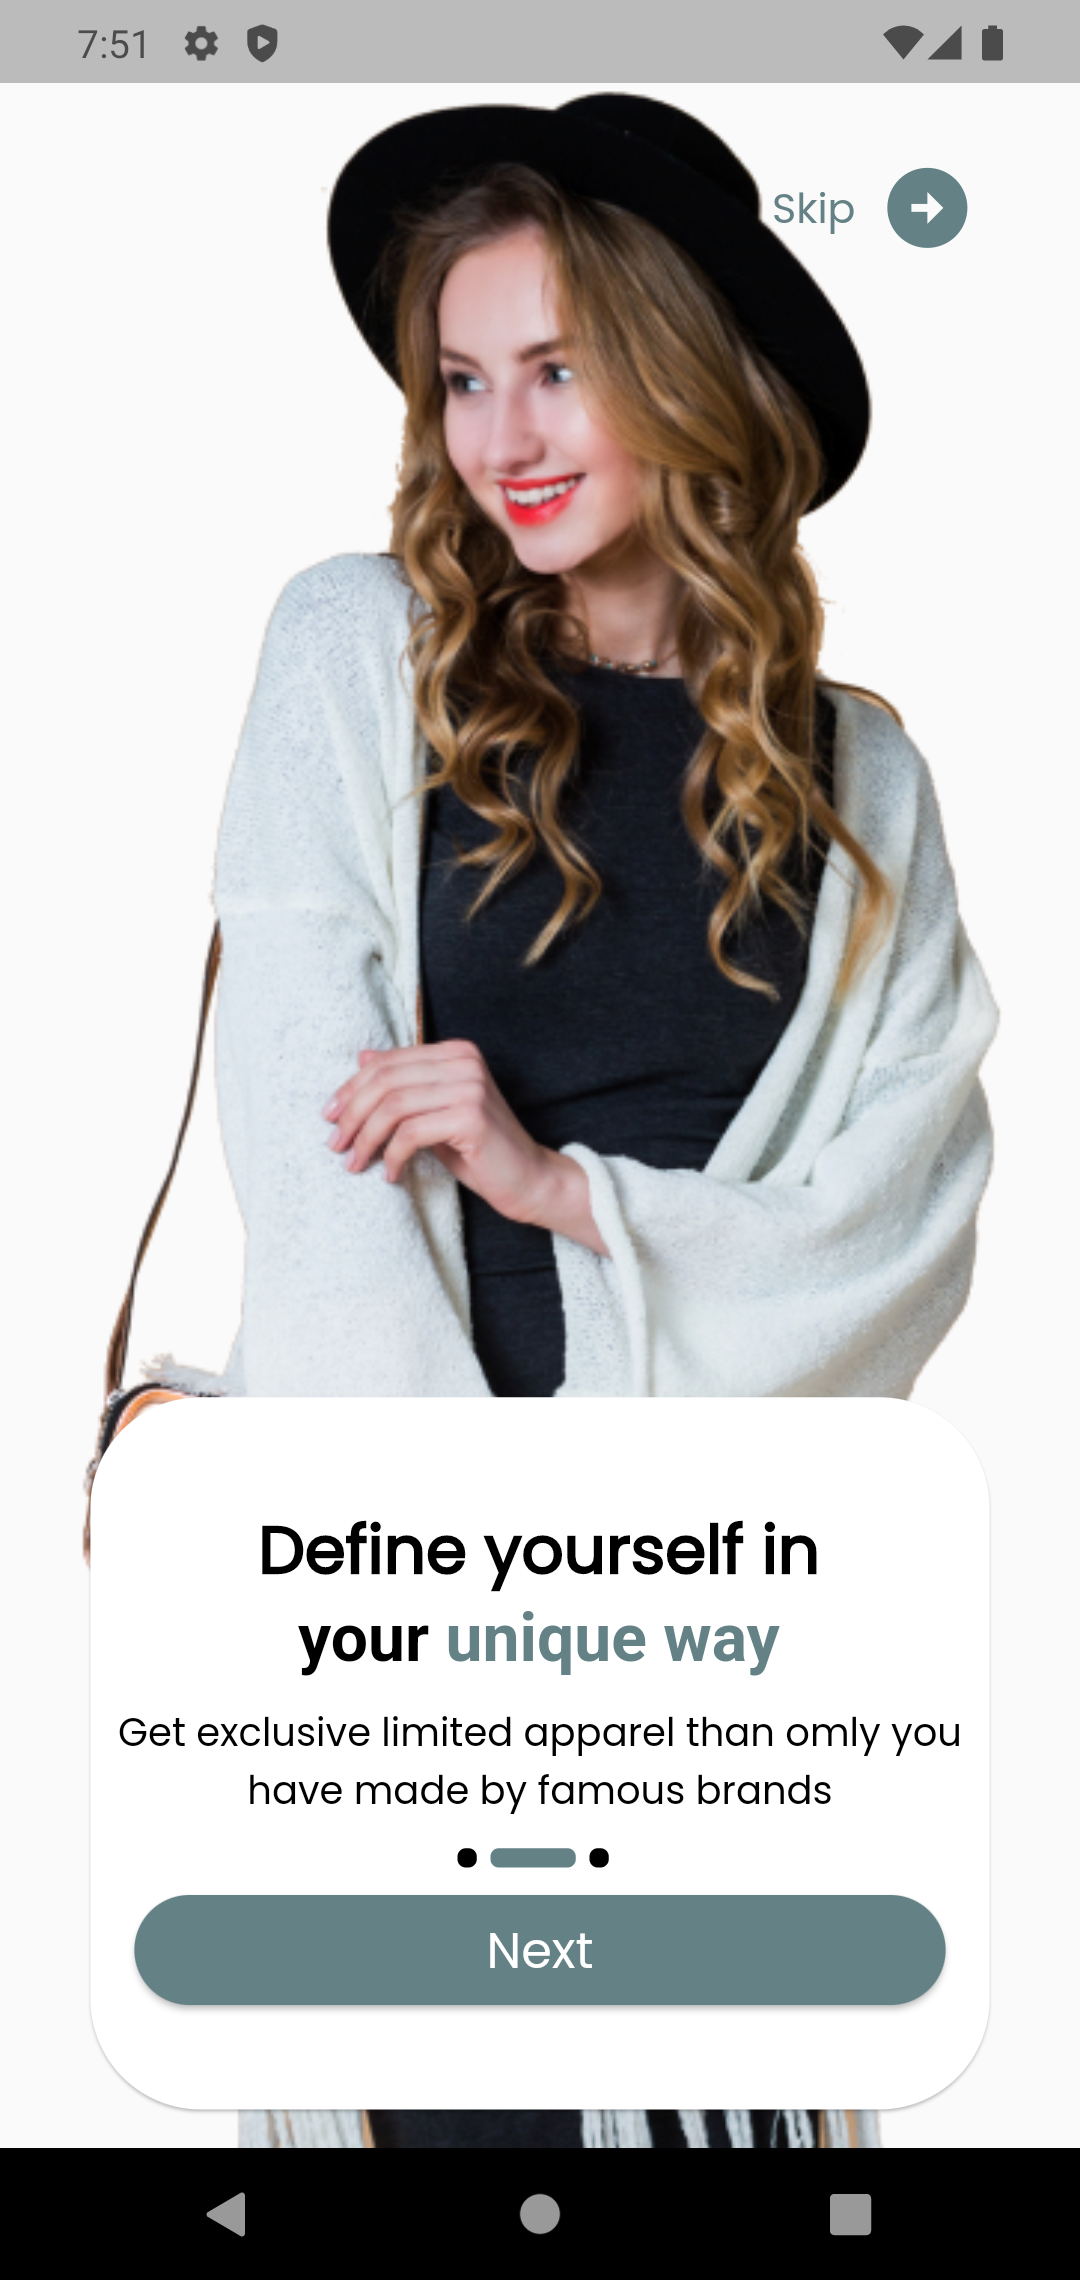 7:51
Skip
Define yourself in
your unique way
Get exclusive limited apparel than omly you
have made by famous brands
Next